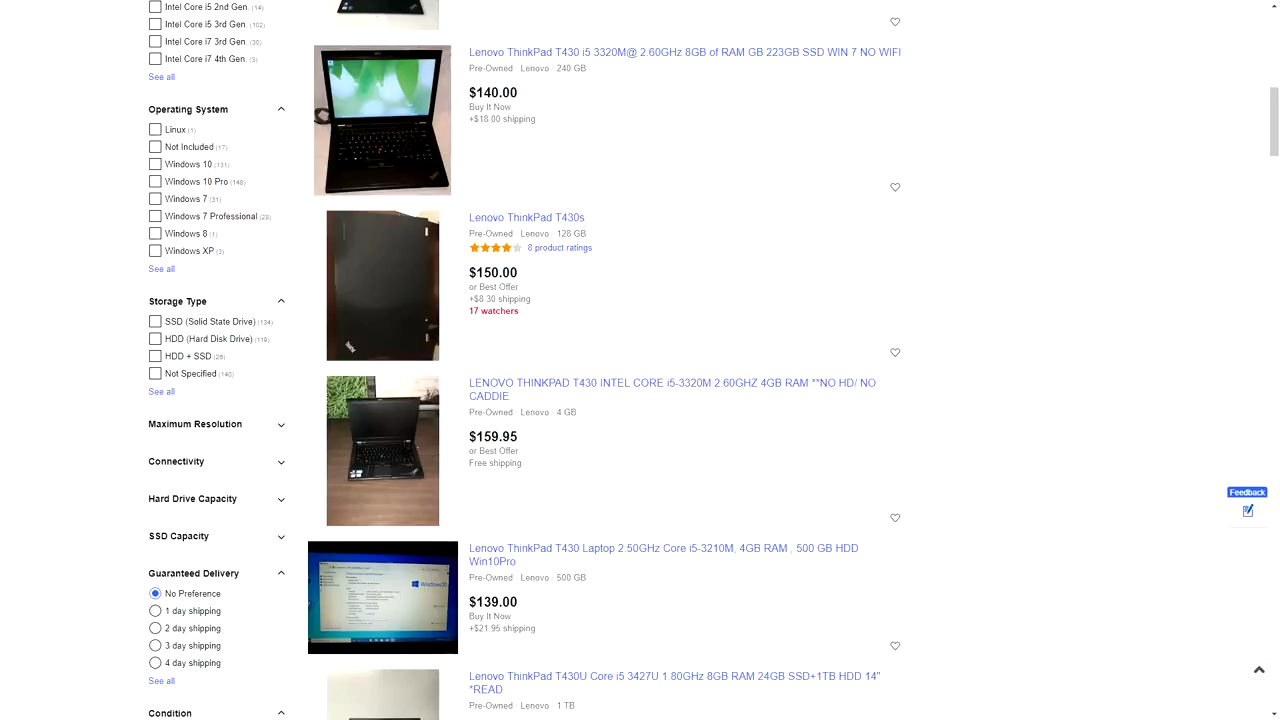 Intel Core i5 2nd Gen. (14)
Intel Core i5 3rd Gen. (102)
Intel Core i7 3rd Gen. (30)
Intel Core i7 4th Gen. (3)
See all
Operating System
Linux (1)
Not Included (17)
Windows 10 (131)
Windows 10 Pro (148)
Windows 7 (31)
Windows 7 Professional (29)
Windows 8 (1)
Windows XP (3)
See all
Storage Type
SSD (Solid State Drive) (134)
HDD (Hard Disk Drive) (119)
HDD + SSD (26)
Not Specified (140)
See all
Maximum Resolution
Connectivity
Hard Drive Capacity
SSD Capacity
Guaranteed Delivery
No Preference
1 day shipping
2 day shipping
3 day shipping
4 day shipping
See all
Condition
Lenovo ThinkPad T430 i5 3320M@ 2.60GHz 8GB of RAM GB 223GB SSD WIN 7 NO WIFI
Pre-Owned Lenovo 240 GB
$140.00
Buy It Now
+$18.00 shipping
Lenovo ThinkPad T430s
Pre-Owned Lenovo 128 GB
8 product ratings
$150.00
or Best Offer
+$8.30 shipping
17 watchers
LENOVO THINKPAD T430 INTEL CORE i5-3320M 2.60GHZ 4GB RAM **NO HD/ NO
CADDIE
Pre-Owned Lenovo 4 GB
$159.95
or Best Offer
Free shipping
Lenovo ThinkPad T430 Laptop 2.50GHz Core i5-3210M, 4GB RAM , 500 GB HDD
Win10Pro
Pre-Owned Lenovo 500 GB
$139.00
Buy It Now
+$21.95 shipping
Windows 10
Lenovo ThinkPad T430U Core i5 3427U 1.80GHz 8GB RAM 24GB SSD+1TB HDD 14"
*READ
Pre-Owned Lenovo 1 TB
Feedback